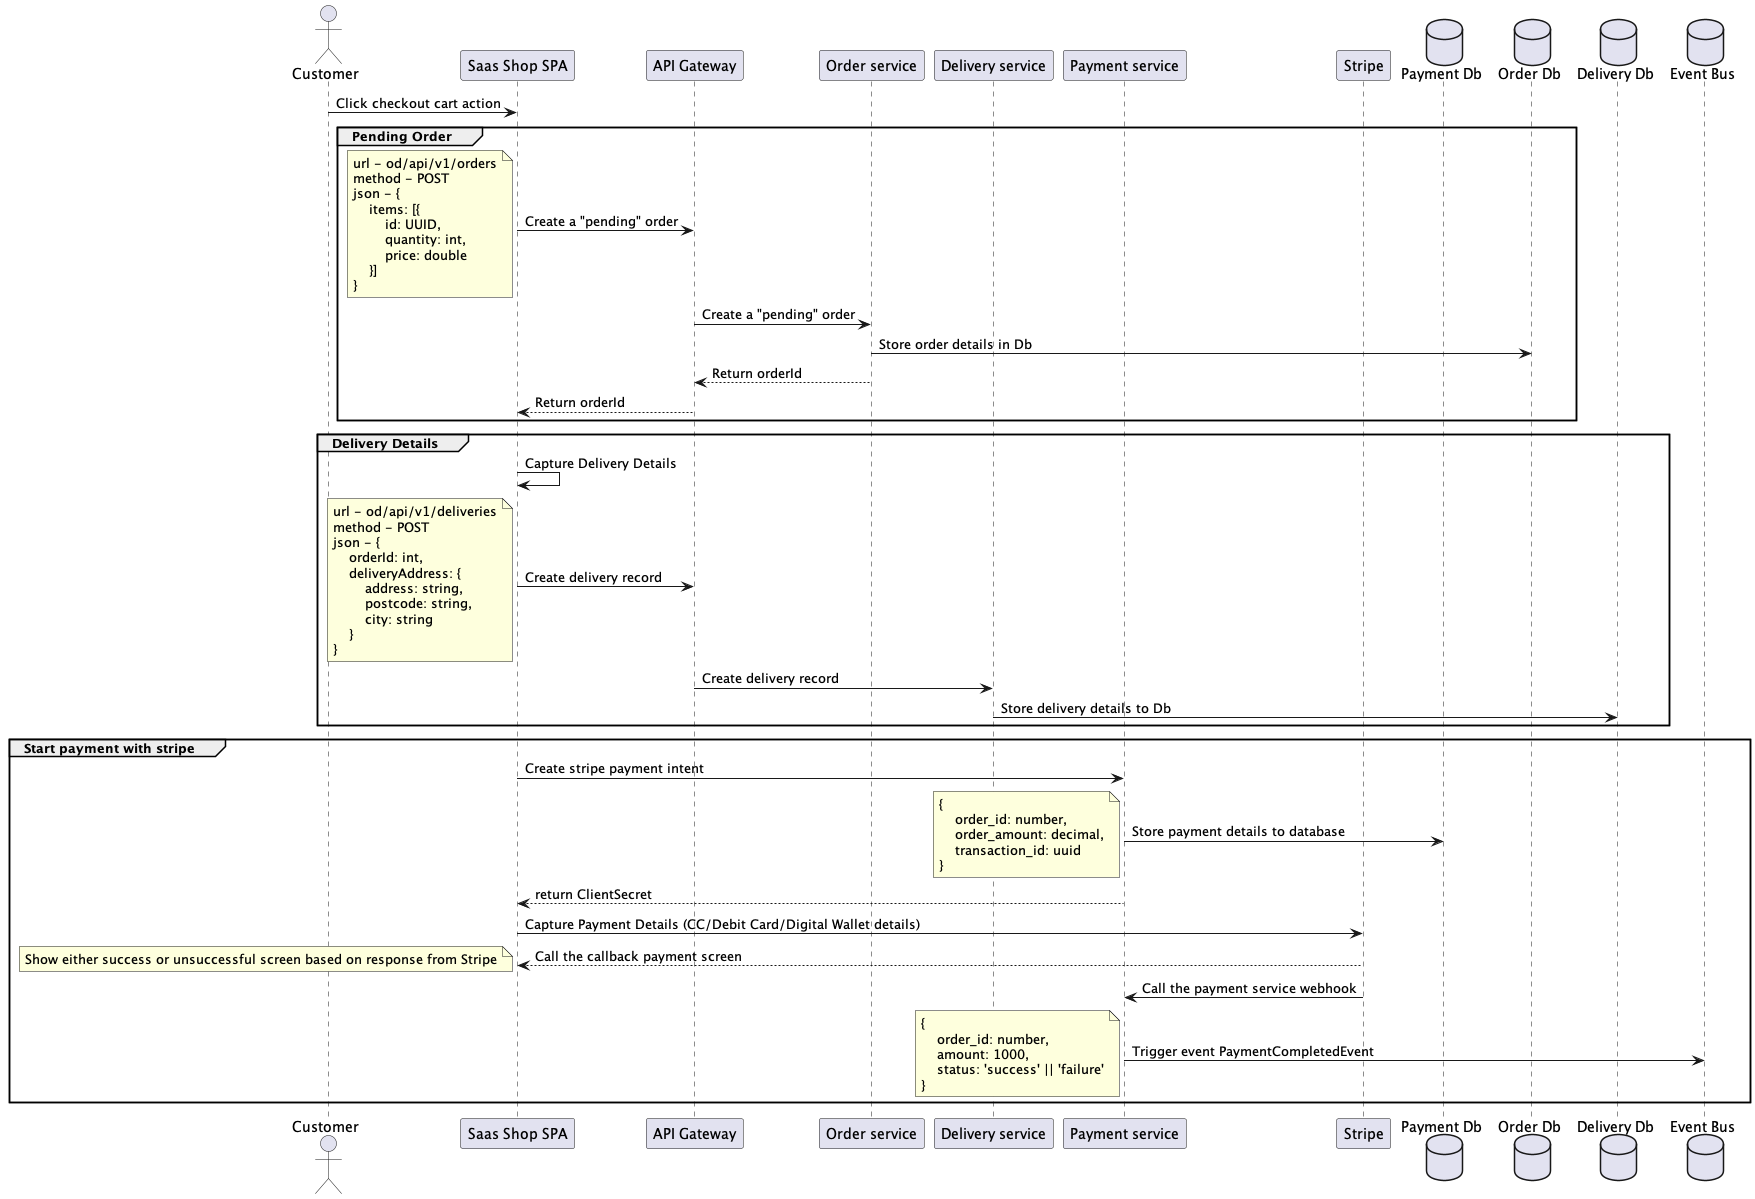 Customer
Saas Shop SPA
API Gateway
Order service
Delivery service
Payment service
Stripe
Payment Db
Order Db
Delivery Db
Event Bus
Click checkout cart action
Pending Order
url - od/api/v1/orders
method - POST
json - {
items: [{
id: UUID,
quantity: int,
price: double
}]
}
Create a "pending" order
Create a "pending" order
Store order details in Db
Return orderId
Return orderId
Delivery Details
Capture Delivery Details
url - od/api/v1/deliveries
method - POST
json - {
orderId: int,
deliveryAddress: {
address: string,
postcode: string,
city: string
}
}
Create delivery record
Create delivery record
Store delivery details to Db
Start payment with stripe
Create stripe payment intent
{
order_id: number,
order_amount: decimal,
transaction_id: uuid
}
Store payment details to database
return ClientSecret
Capture Payment Details (CC/Debit Card/Digital Wallet details)
Show either success or unsuccessful screen based on response from Stripe
Call the callback payment screen
Call the payment service webhook
{
order_id: number,
amount: 1000,
status: 'success' || 'failure'
}
Trigger event PaymentCompletedEvent
Customer
Saas Shop SPA
API Gateway
Order service
Delivery service
Payment service
Stripe
Payment Db
Order Db
Delivery Db
Event Bus